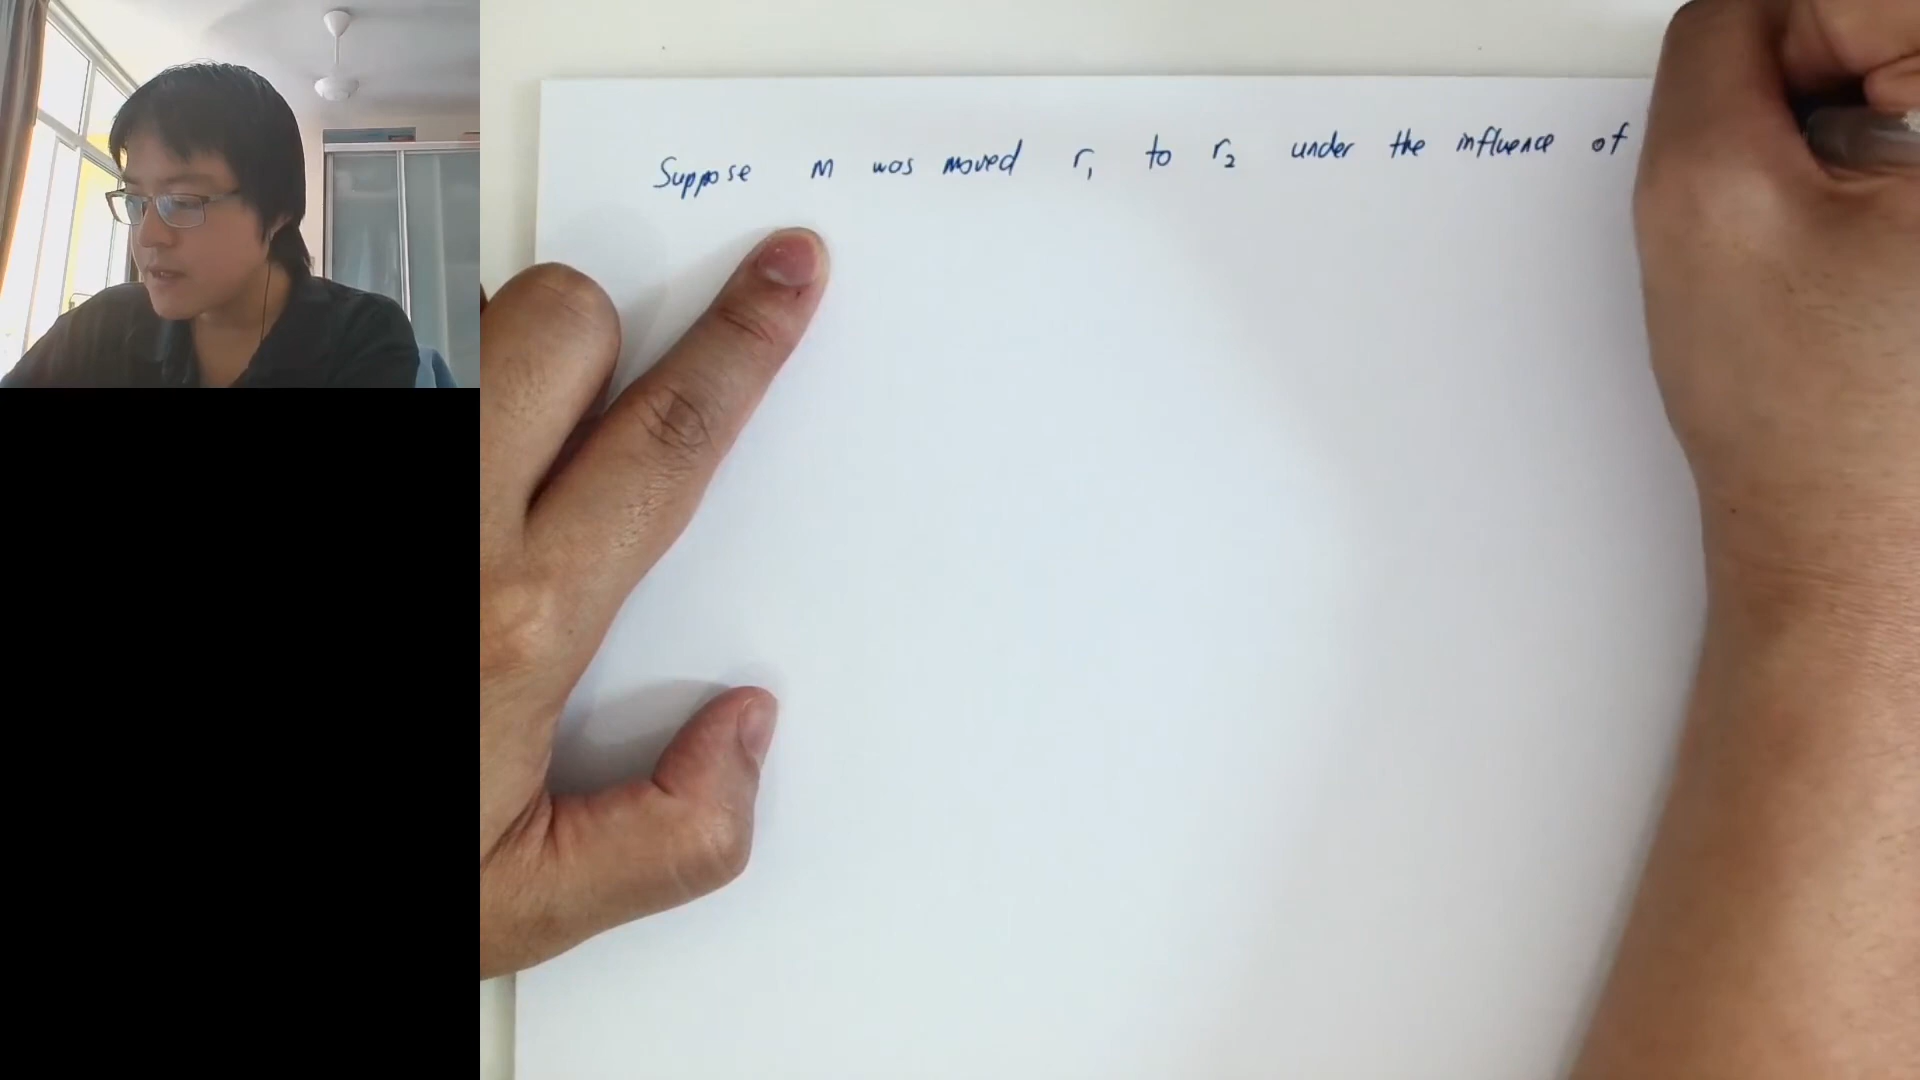 Suppose M was moved r₁ to r₂ under the influence of